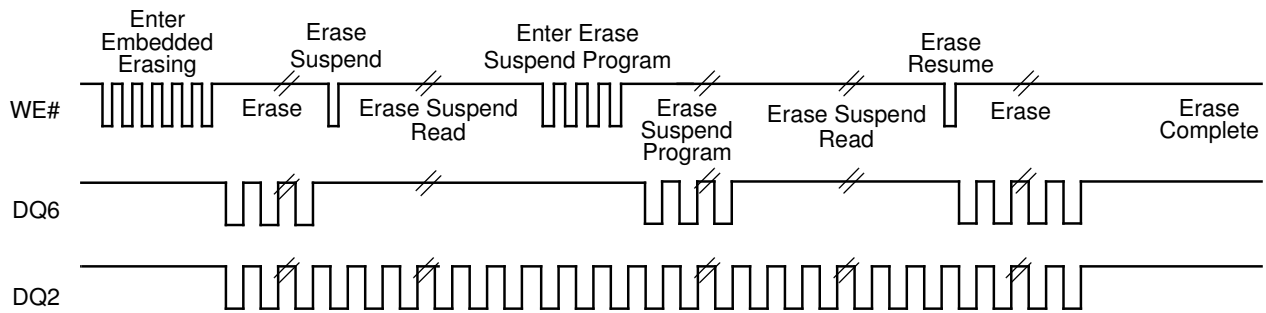 Enter
Embedded
Erasing
Erase
Suspend
Enter Erase
Suspend Program
Erase
Resume
WE#
Erase
Erase Suspend
Read
Erase
Suspend
Program
Erase Suspend
Read
Erase
Erase
Complete
DQ6
DQ2